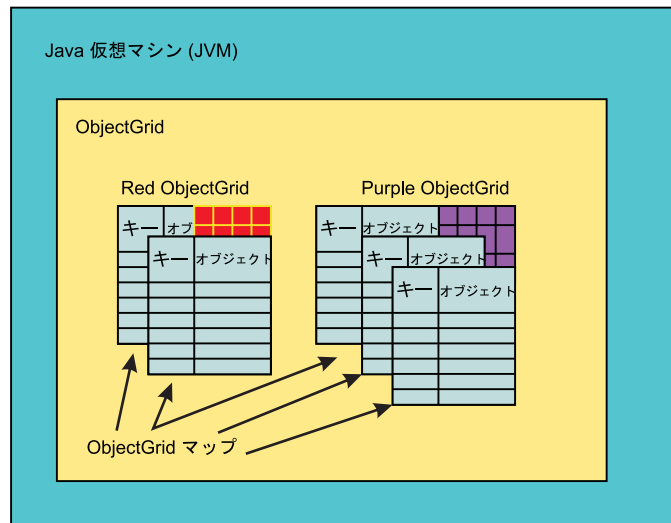 Java 仮想マシン (JVM)
ObjectGrid
Red ObjectGrid
Purple ObjectGrid
キー オブ
キー オブジェクト
キー オブジェクト
キー オブジェクト
キー オブジェクト
ObjectGrid マップ